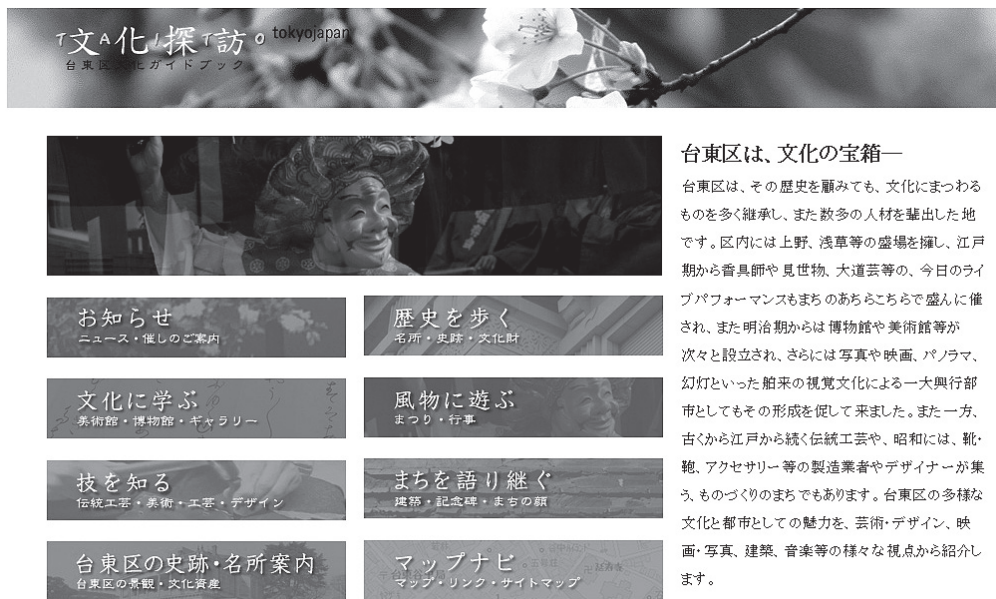 TAITO
文化探訪
tokyojapan
台東区文化ガイドブック
お知らせ
ニュース・催しのご案内
歴史を歩く
名所・史跡・文化財
文化に学ぶ
美術館・博物館・ギャラリー
風物に遊ぶ
まつり・行事
技を知る
伝統工芸・美術・工芸・デザイン
まちを語り継ぐ
建築・記念碑・まちの顔
台東区の史跡・名所案内
台東区の景観・文化資産
マップナビ
マップ・リンク・サイトマップ
台東区は、文化の宝箱―
台東区は、その歴史を顧みても、文化にまつわる
ものを多く継承し、また数多の人材を輩出した地
です。区内には上野、浅草等の盛場を擁し、江戸
期から香具師や見世物、大道芸等の、今日のライ
ブパフォーマンスもまちのあちらこちらで盛んに催
され、また明治期からは博物館や美術館等が
次々と設立され、さらには写真や映画、パノラマ、
幻灯といった舶来の視覚文化による一大興行部
市としてもその形成を促して来ました。また一方、
古くから江戸から続く伝統工芸や、昭和には、靴・
鞄、アクセサリー等の製造業者やデザイナーが集
う、ものづくりのまちでもあります。台東区の多様な
文化と都市としての魅力を、芸術・デザイン、映
画・写真、建築、音楽等の様々な視点から紹介し
ます。